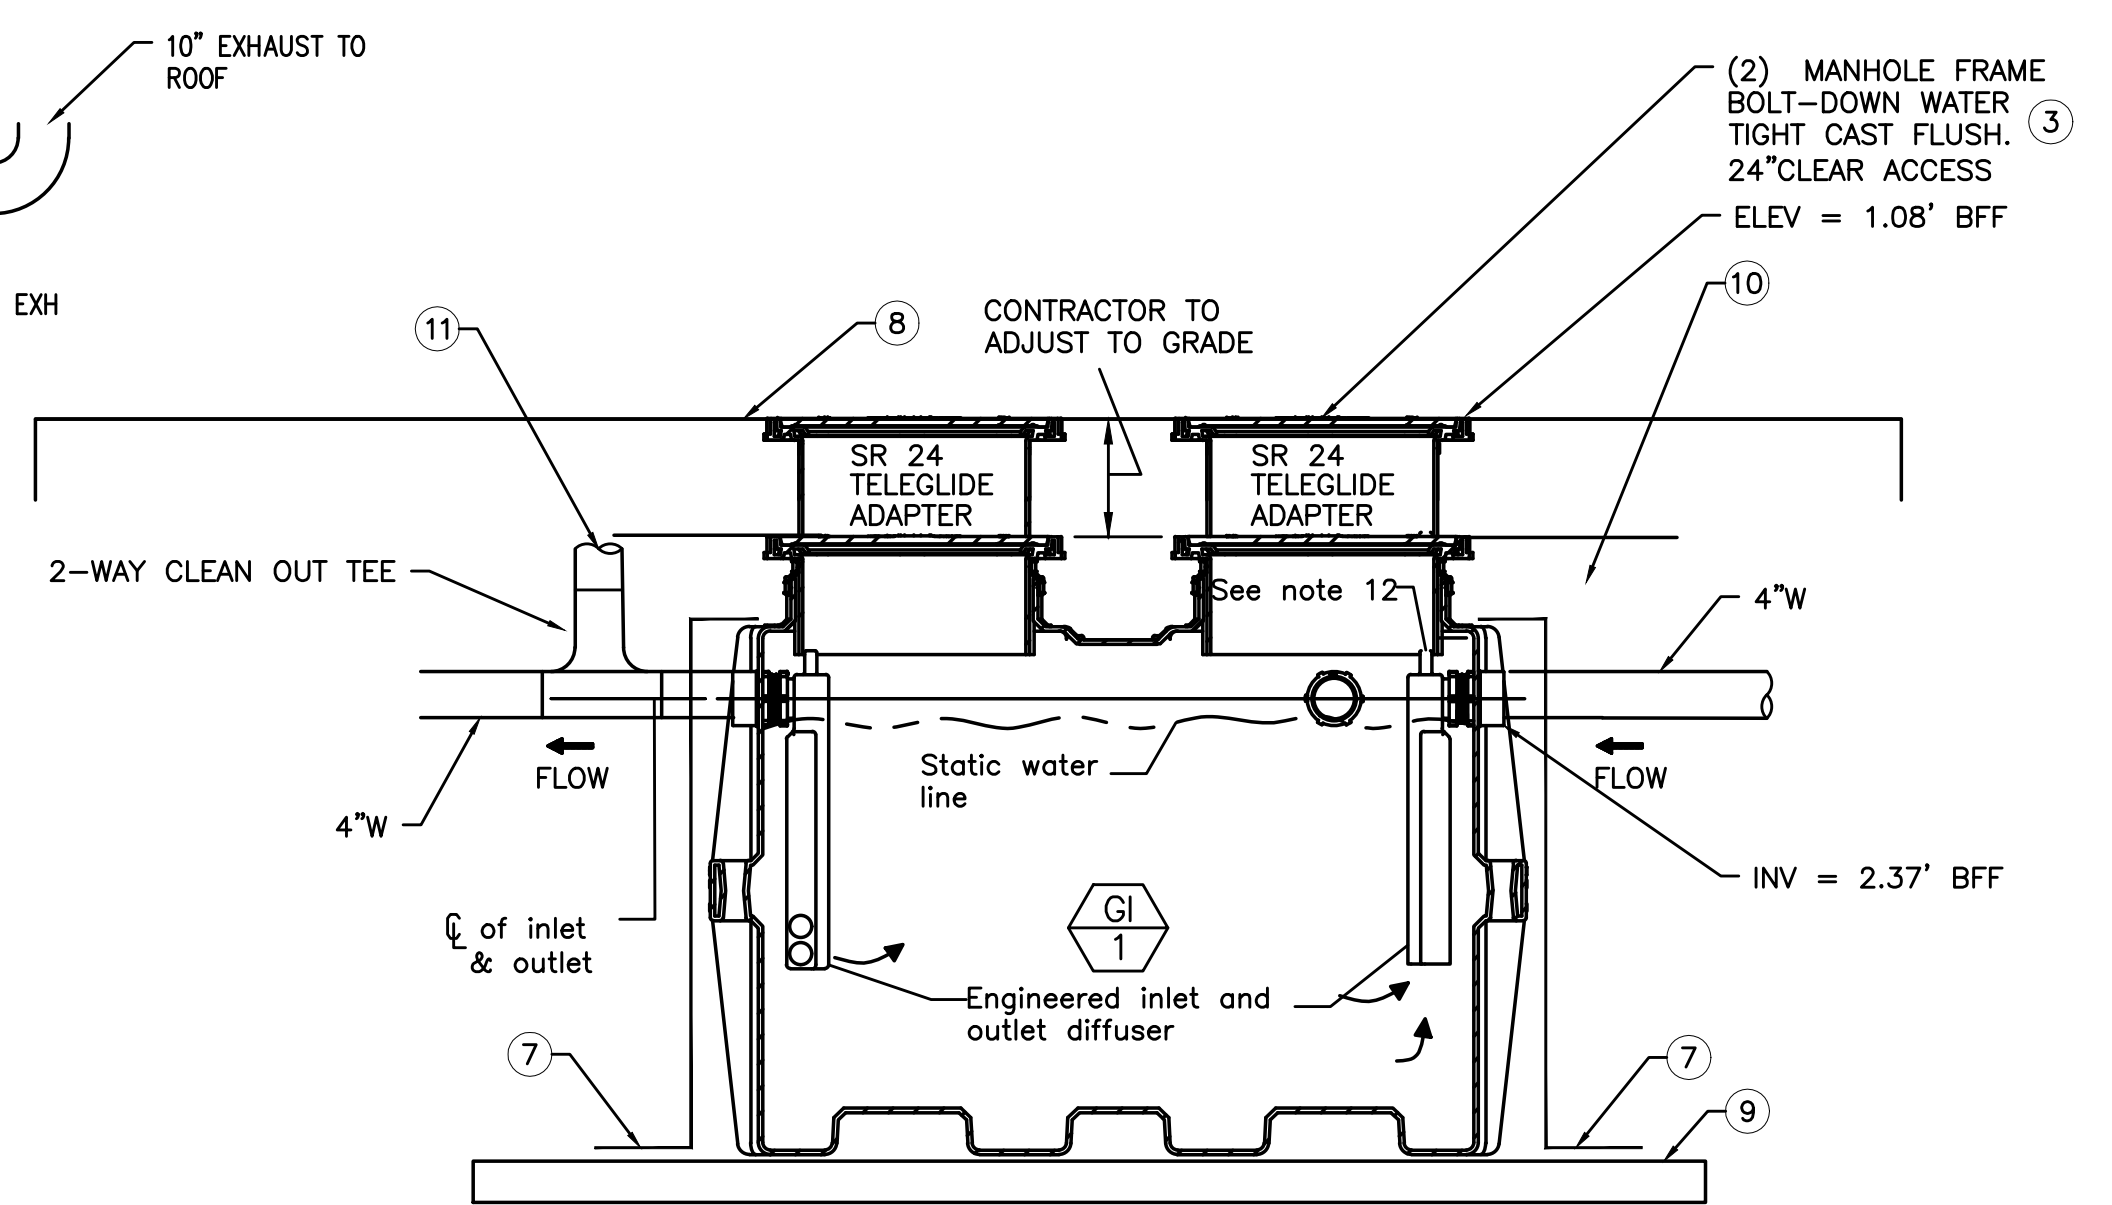 10” EXHAUST TO
ROOF
(2) MANHOLE FRAME
BOLT-DOWN WATER
TIGHT CAST FLUSH.
24”CLEAR ACCESS
3
ELEV = 1.08’ BFF
10
EXH
11
8
CONTRACTOR TO
ADJUST TO GRADE
SR 24
TELEGLIDE
ADAPTER
SR 24
TELEGLIDE
ADAPTER
2-WAY CLEAN OUT TEE
See note 12
4”W
Static water
line
FLOW
FLOW
4”W
INV = 2.37’ BFF
℄ of inlet
& outlet
GI
1
Engineered inlet and
outlet diffuser
7
7
9